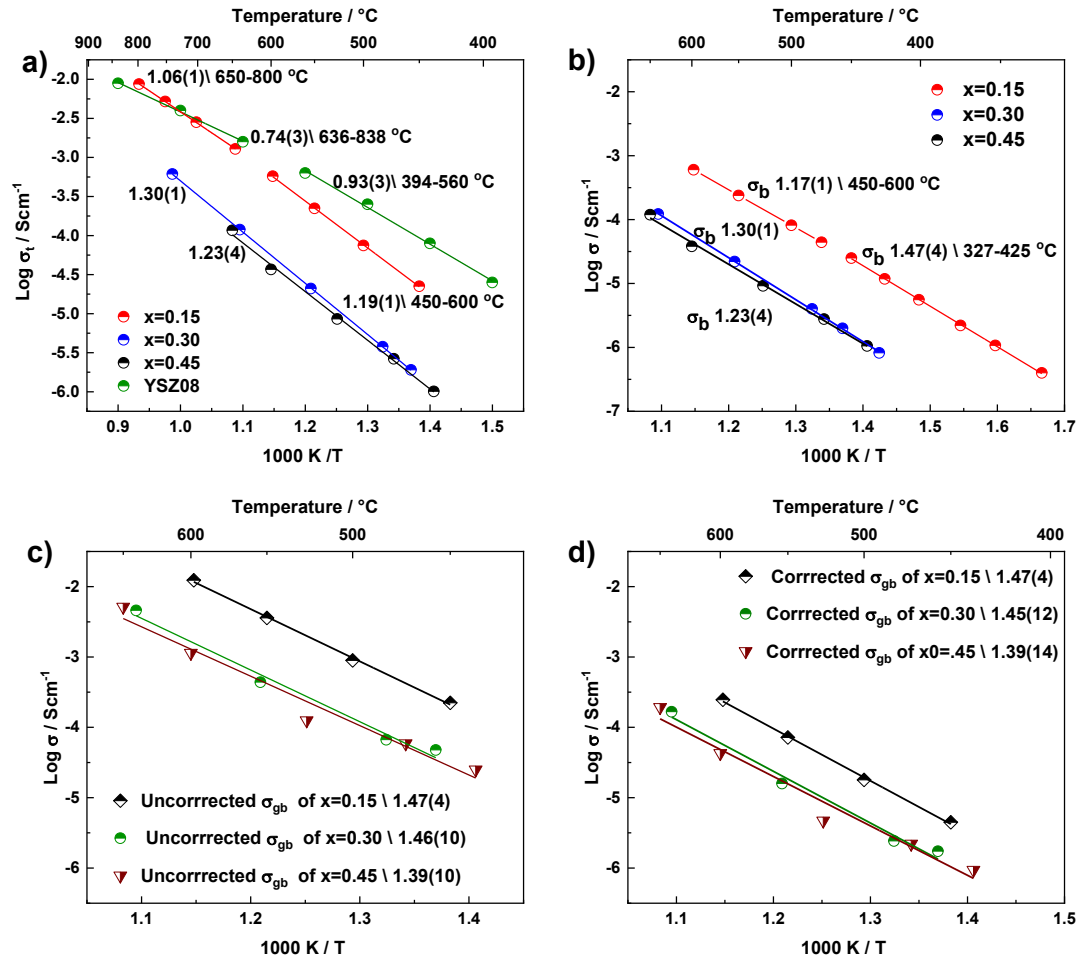 Temperature / °C
900 800 700 600 500 400
a)
1.06(1)\ 650-800 °C
0.74(3)\ 636-838 °C
0.93(3)\ 394-560 °C
1.30(1)
1.23(4)
1.19(1)\ 450-600 °C
x=0.15
x=0.30
x=0.45
YSZ08
Log σt / Scm-1
-2.0
-2.5
-3.0
-3.5
-4.0
-4.5
-5.0
-5.5
-6.0
0.9 1.0 1.1 1.2 1.3 1.4 1.5
1000 K /T
Temperature / °C
600 500 400
b)
x=0.15
x=0.30
x=0.45
σb 1.17(1) \ 450-600 °C
σb 1.30(1)
σb 1.47(4) \ 327-425 °C
σb 1.23(4)
Log σ / Scm-1
-3
-4
-5
-6
-7
1.1 1.2 1.3 1.4 1.5 1.6 1.7
1000 K / T
Temperature / °C
600 500
c)
Uncorrrected σgb of x=0.15 \ 1.47(4)
Uncorrrected σgb of x=0.30 \ 1.46(10)
Uncorrrected σgb of x=0.45 \ 1.39(10)
Log σ / Scm-1
-2
-3
-4
-5
-6
1.1 1.2 1.3 1.4
1000 K / T
Temperature / °C
600 500 400
d)
Corrrected σgb of x=0.15 \ 1.47(4)
Corrrected σgb of x=0.30 \ 1.45(12)
Corrrected σgb of x0=.45 \ 1.39(14)
Log σ / Scm-1
-2
-3
-4
-5
-6
1.1 1.2 1.3 1.4 1.5
1000 K / T